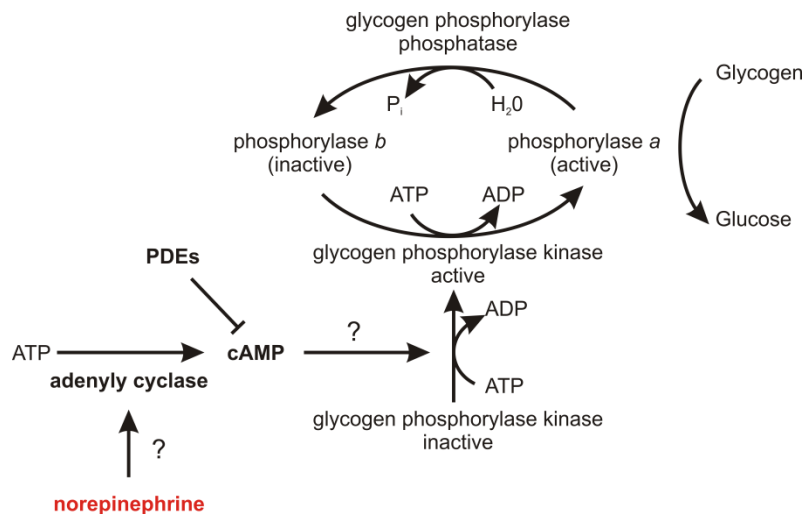 glycogen phosphorylase
phosphatase
Glycogen
Pi
H20
phosphorylase b
(inactive)
phosphorylase a
(active)
ATP
ADP
Glucose
glycogen phosphorylase kinase
active
PDEs
ADP
?
ATP
cAMP
adenyly cyclase
ATP
glycogen phosphorylase kinase
inactive
?
norepinephrine